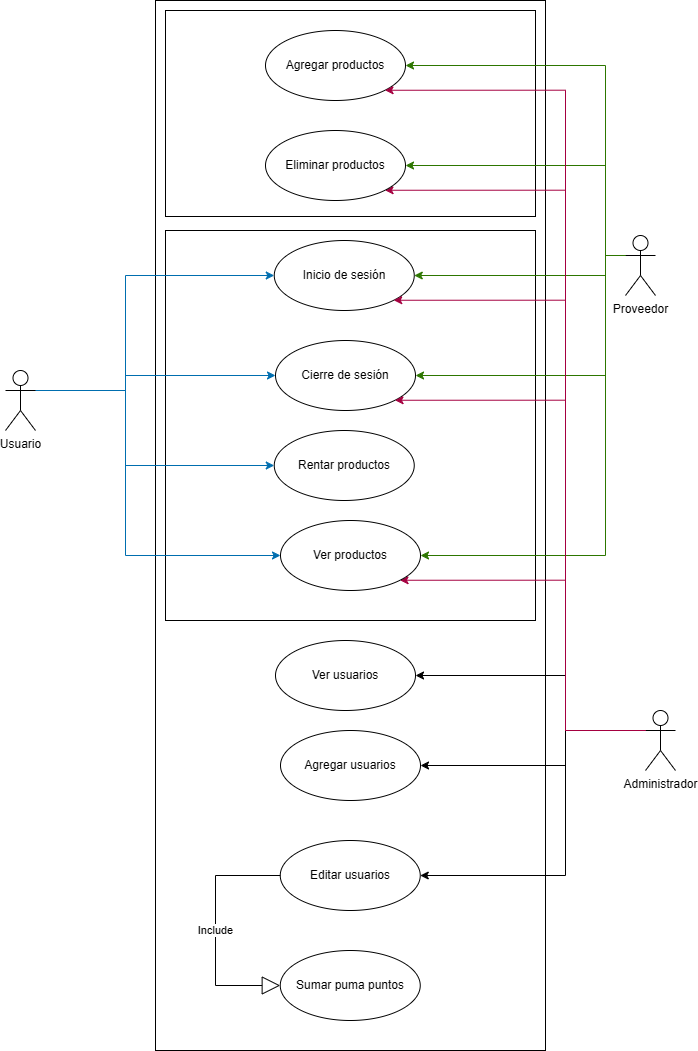 Agregar productos
Eliminar productos
Proveedor
Inicio de sesión
Cierre de sesión
Usuario
Rentar productos
Ver productos
Ver usuarios
Agregar usuarios
Administrador
Editar usuarios
Include
Sumar puma puntos